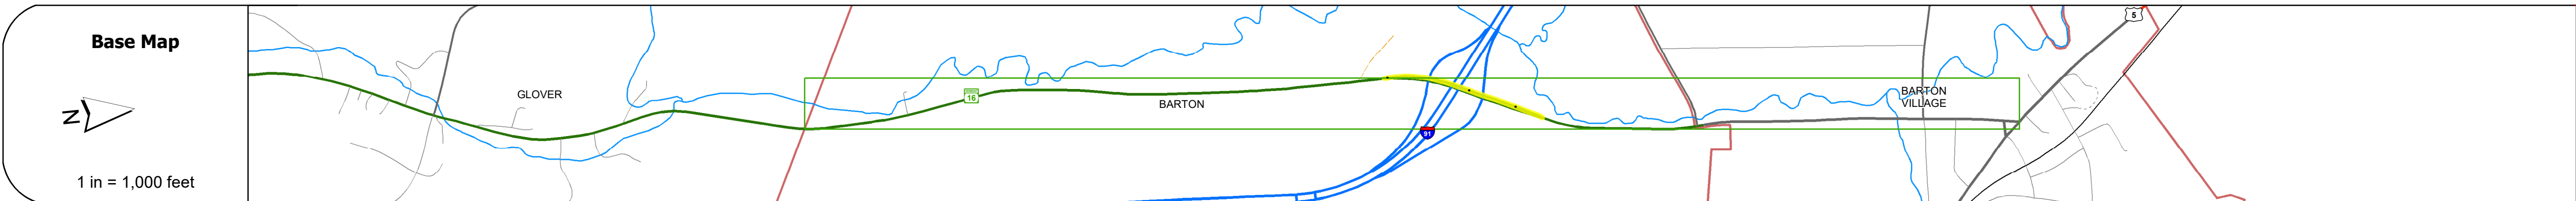 Base Map
N
1 in = 1,000 feet
GLOVER
16
BARTON
91
BARTON
VILLAGE
5